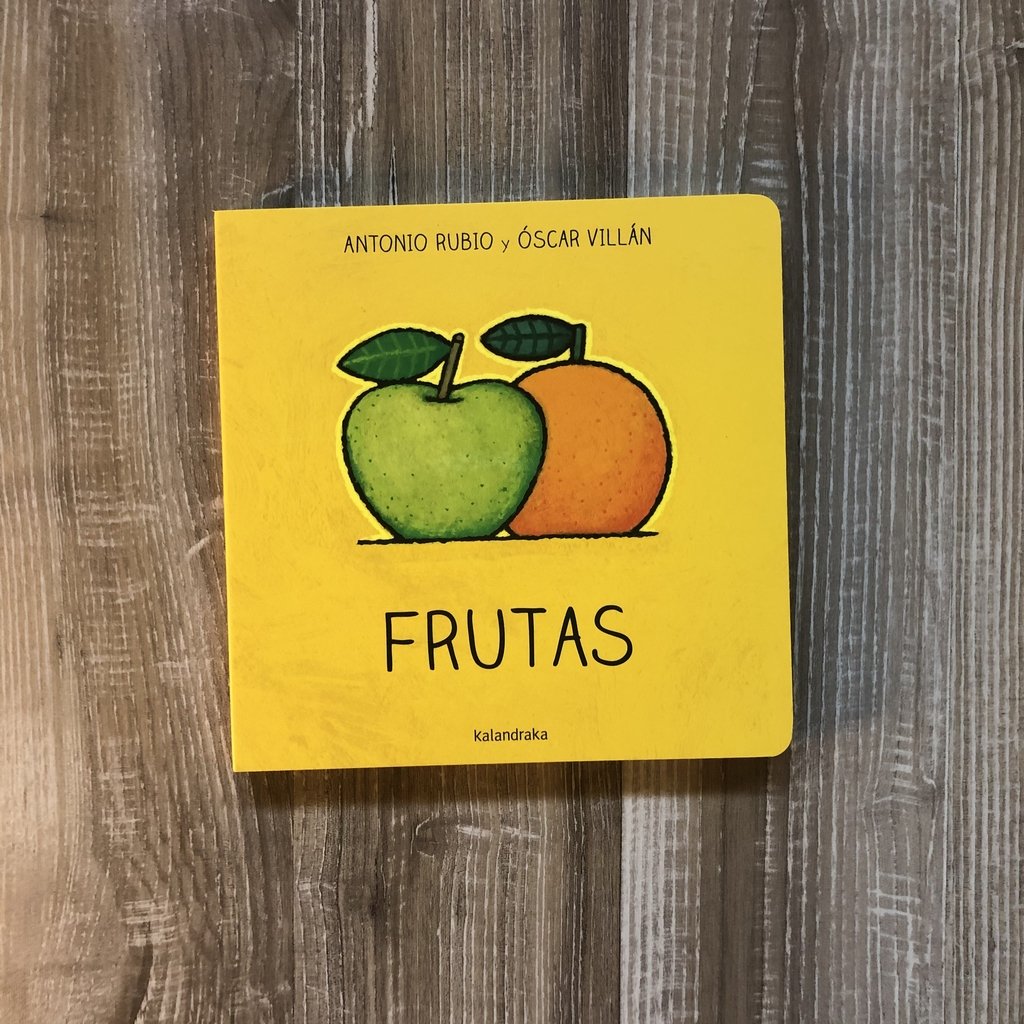 ANTONIO RUBIO y ÓSCAR VILLÁN
FRUTAS
Kalandraka